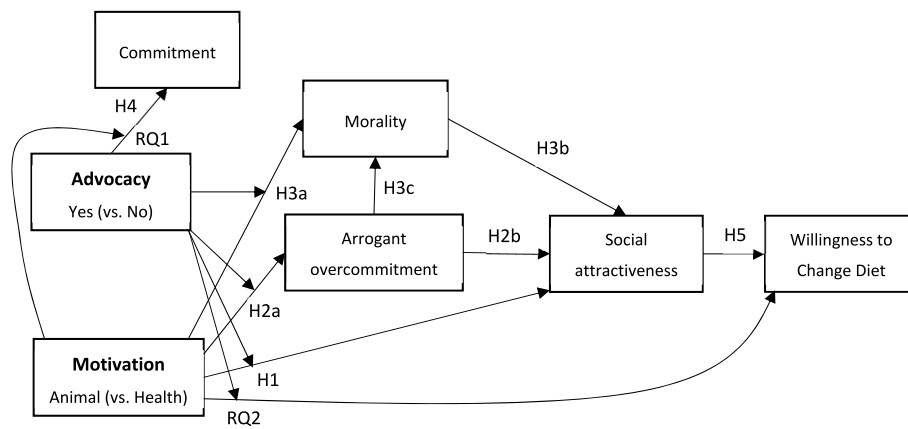 Commitment
H4
RQ1
Morality
H3b
Advocacy
Yes (vs. No)
H3a
H3c
Arrogant
overcommitment
H2b
Social
attractiveness
H5
Willingness to
Change Diet
H2a
Motivation
Animal (vs. Health)
H1
RQ2